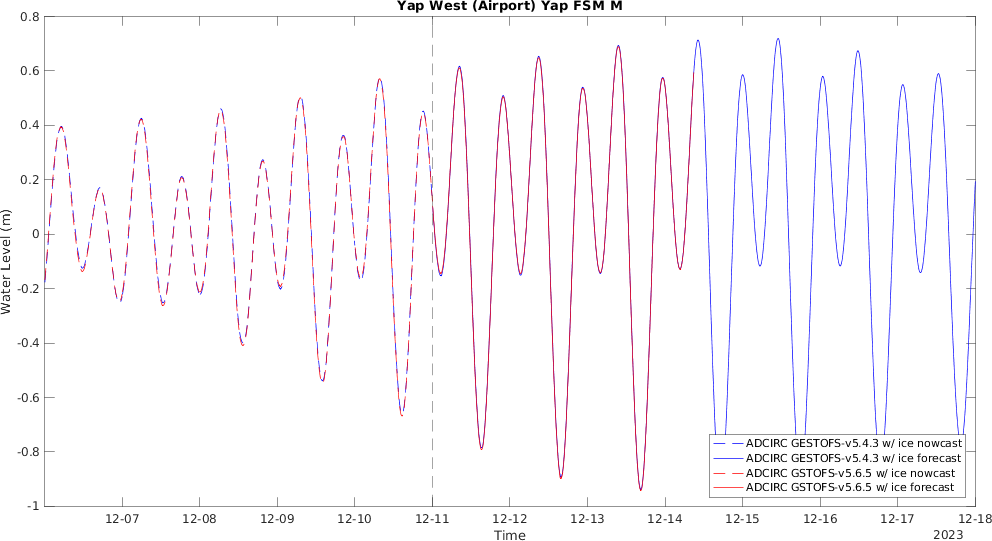 Yap West (Airport) Yap FSM M
Water Level (m)
0.8
0.6
0.4
0.2
0
-0.2
-0.4
-0.6
-0.8
-1
12-07 12-08 12-09 12-10 12-11 12-12 12-13 12-14 12-15 12-16 12-17 12-18
Time
2023
ADCIRC GESTOFS-v5.4.3 w/ ice nowcast
ADCIRC GESTOFS-v5.4.3 w/ ice forecast
ADCIRC GSTOFS-v5.6.5 w/ ice nowcast
ADCIRC GSTOFS-v5.6.5 w/ ice forecast